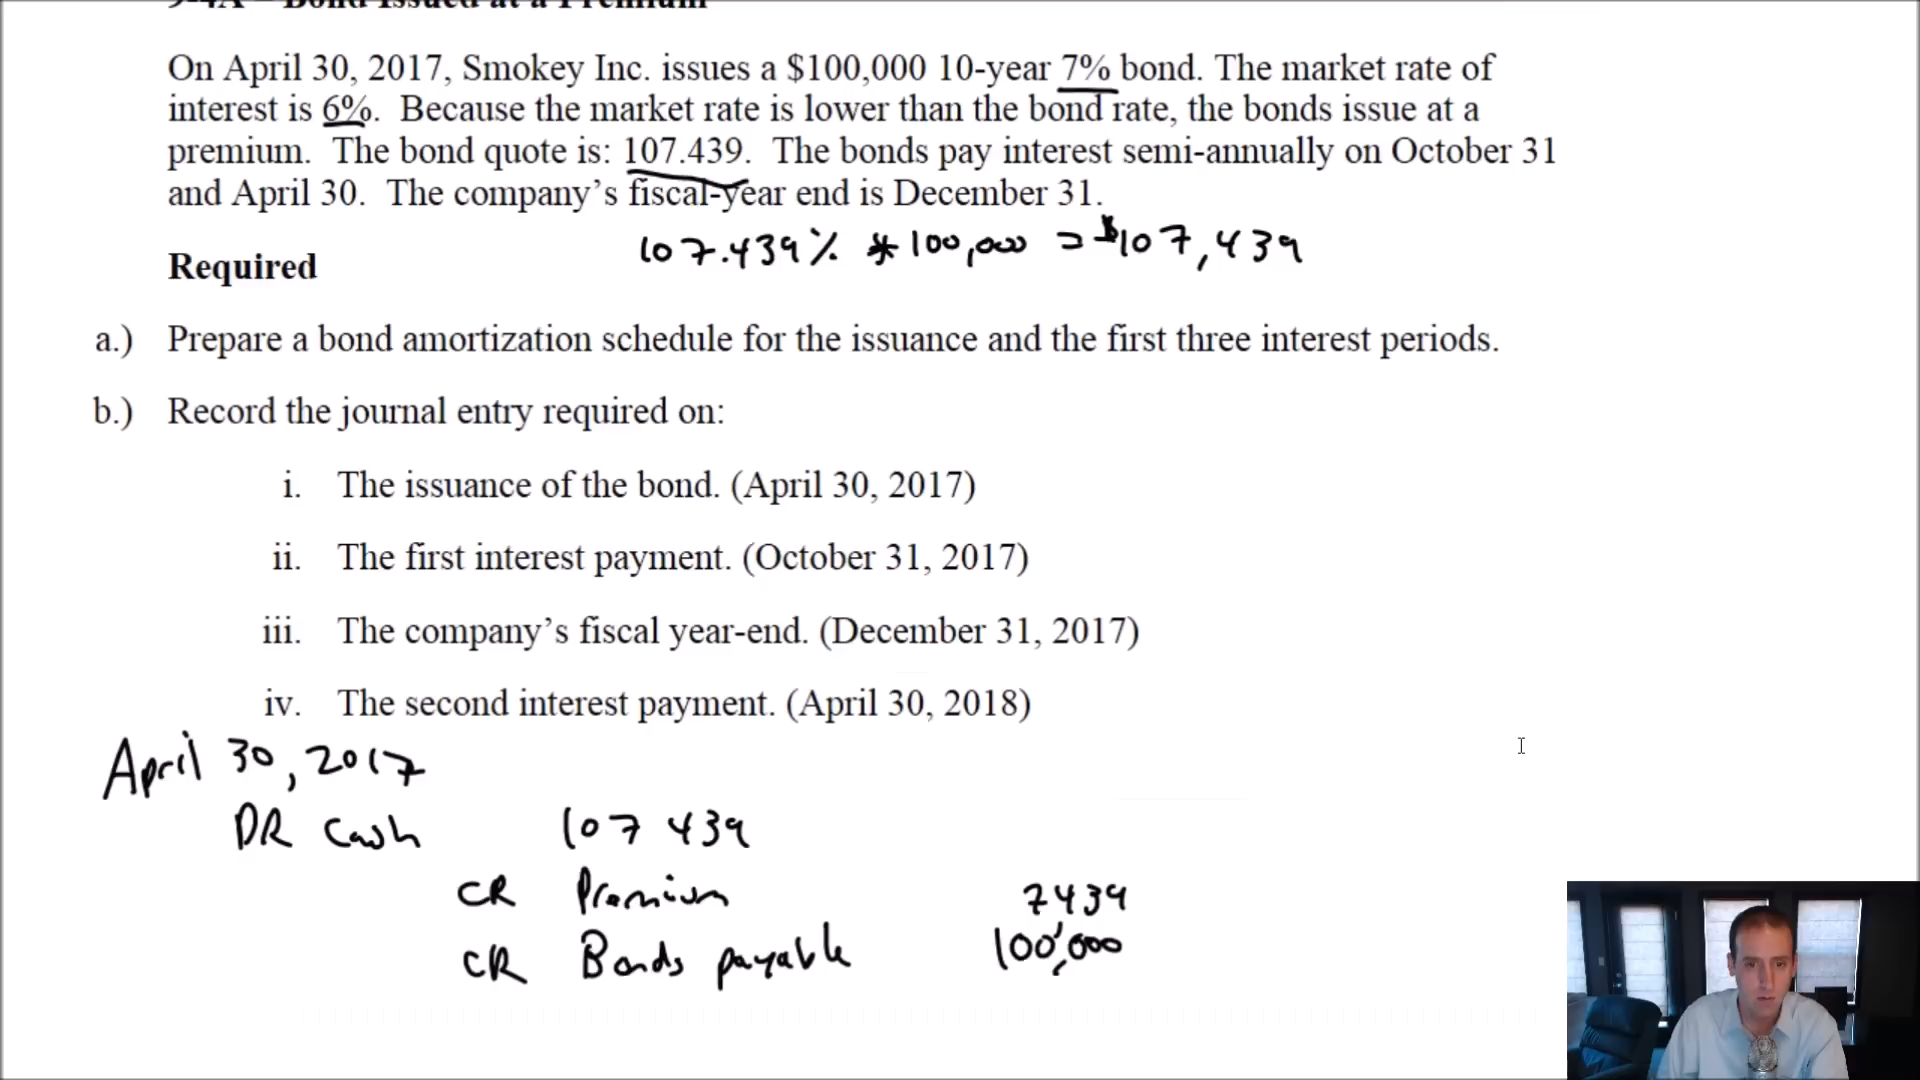 9-4A – Bond Issued at a Premium
On April 30, 2017, Smokey Inc. issues a $100,000 10-year 7% bond. The market rate of
interest is 6%. Because the market rate is lower than the bond rate, the bonds issue at a
premium. The bond quote is: 107.439. The bonds pay interest semi-annually on October 31
and April 30. The company’s fiscal-year end is December 31.
107.439% * 100,000 = $107,439
Required
a.) Prepare a bond amortization schedule for the issuance and the first three interest periods.
b.) Record the journal entry required on:
i. The issuance of the bond. (April 30, 2017)
ii. The first interest payment. (October 31, 2017)
iii. The company’s fiscal year-end. (December 31, 2017)
iv. The second interest payment. (April 30, 2018)
April 30, 2017
DR Cash 107 439
CR Premium 7439
CR Bonds payable 100,000